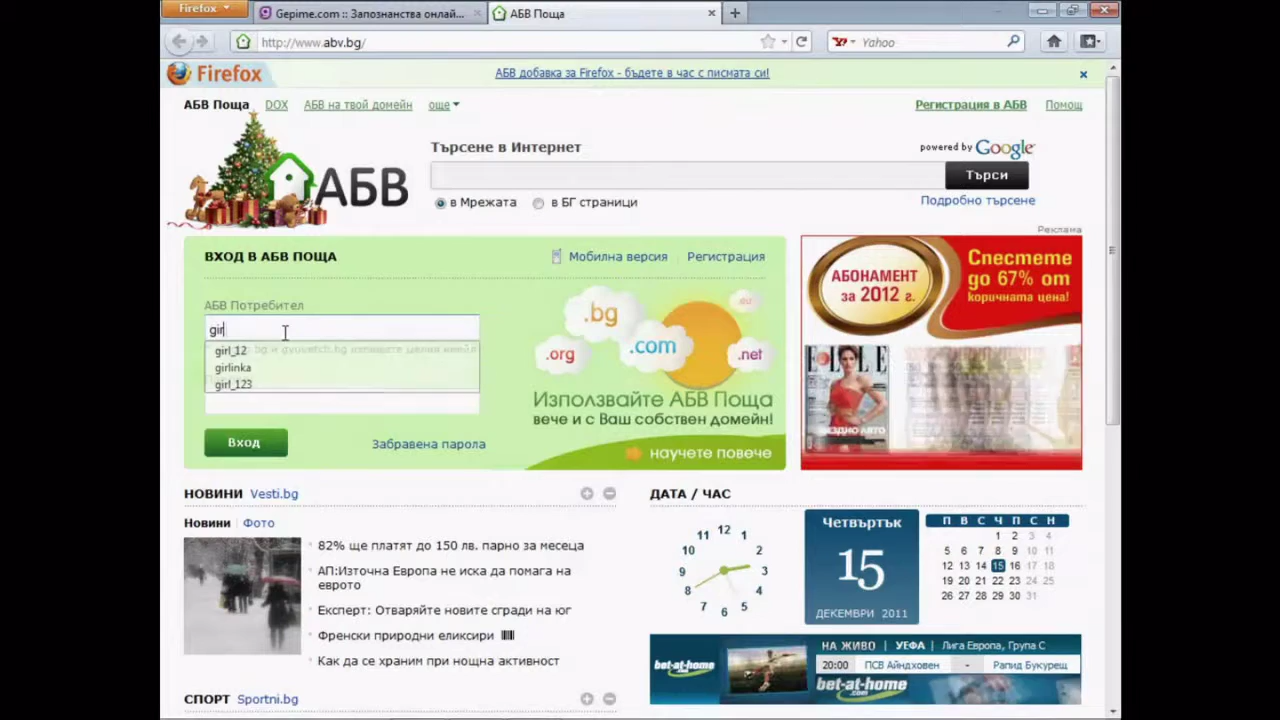 Firefox
Gepime.com :: Запознанства онлай...
АБВ Поща
http://www.abv.bg/
Yahoo
Firefox
АБВ добавка за Firefox - бъдете в час с писмата си!
АБВ Поща
DOX
АБВ на твой домейн
още
Регистрация в АБВ
Помощ
АБВ
Търсене в Интернет
powered by Google
Търси
в Мрежата
в БГ страници
Подробно търсене
Реклама
ВХОД В АБВ ПОЩА
Мобилна версия
Регистрация
АБВ Потребител
gir
girl_12
girlinka
girl_123
Вход
Забравена парола
.bg
.eu
.org
.com
.net
Използвайте АБВ Поща
вече и с Ваш собствен домейн!
научете повече
АБОНАМЕНТ
за 2012 г.
Спестете
до 67% от
коричната цена!
ELLE
НОВИНИ Vesti.bg
Новини
Фото
82% ще платят до 150 лв. парно за месеца
АП:Източна Европа не иска да помага на
еврото
Експерт: Отваряйте новите сгради на юг
Френски природни еликсири
Как да се храним при нощна активност
СПОРТ Sportni.bg
ДАТА / ЧАС
12
1
2
3
4
5
6
7
8
9
10
11
Четвъртък
15
ДЕКЕМВРИ 2011
П В С Ч П С Н
1 2 3 4
5 6 7 8 9 10 11
12 13 14 15 16 17 18
19 20 21 22 23 24 25
26 27 28 29 30 31
bet-at-home
.com
НА ЖИВО | УЕФА | Лига Европа, Група С
20:00 ПСВ Айндховен - Рапид Букурещ
bet-at-home
.com